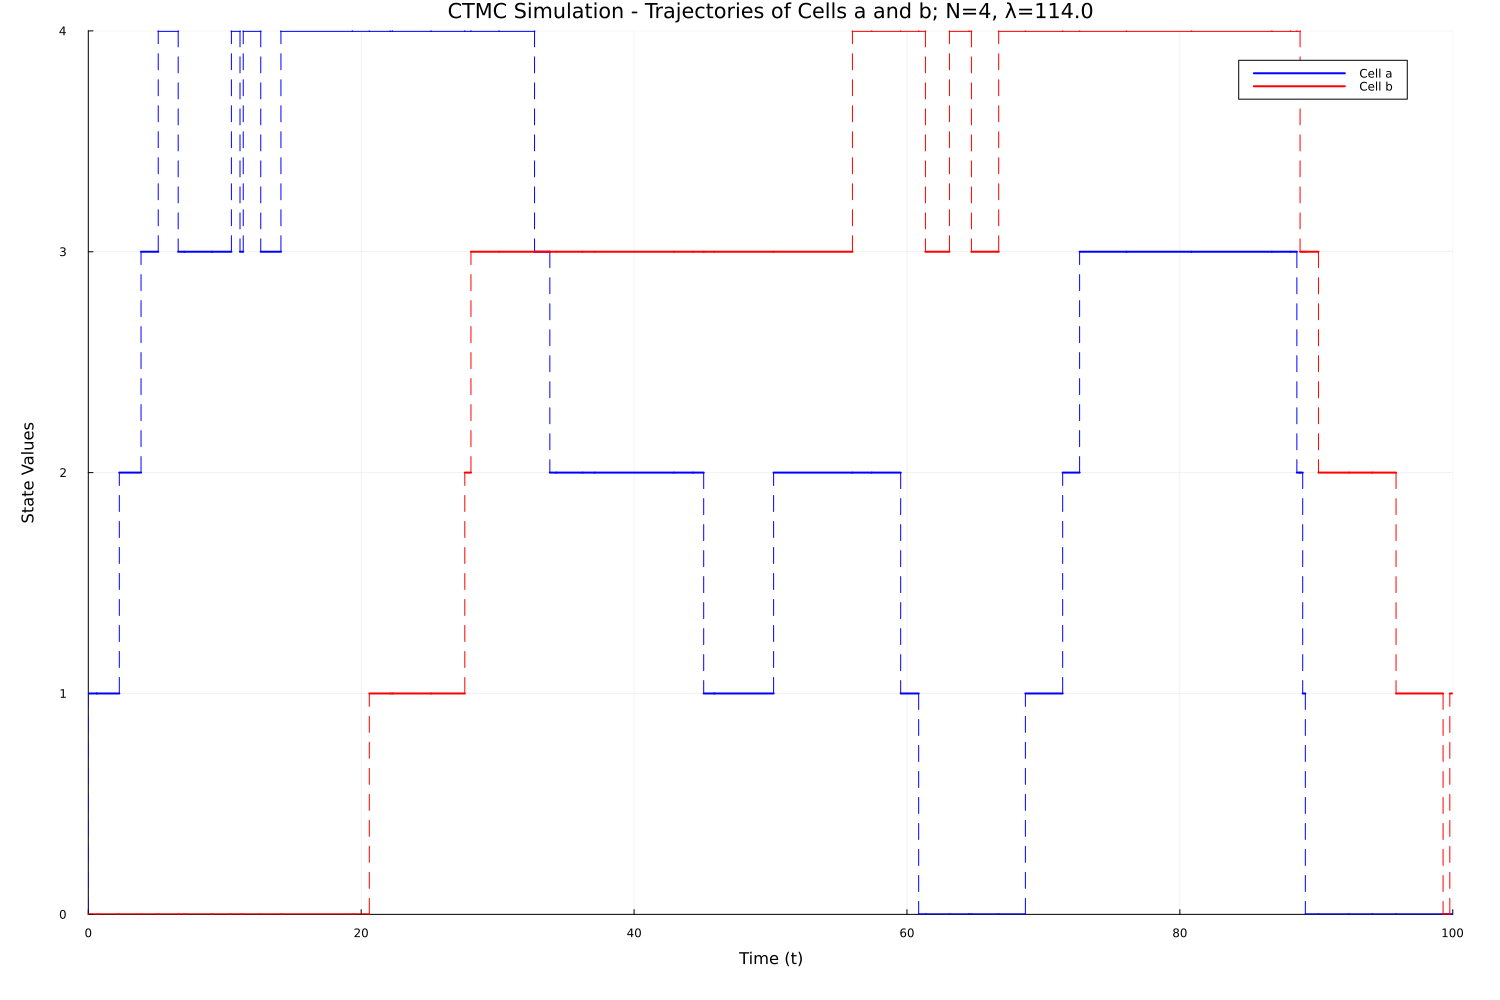 CTMC Simulation - Trajectories of Cells a and b; N=4, λ=114.0
4
Cell a
Cell b
3
State Values
2
1
0
0 20 40 60 80 100
Time (t)